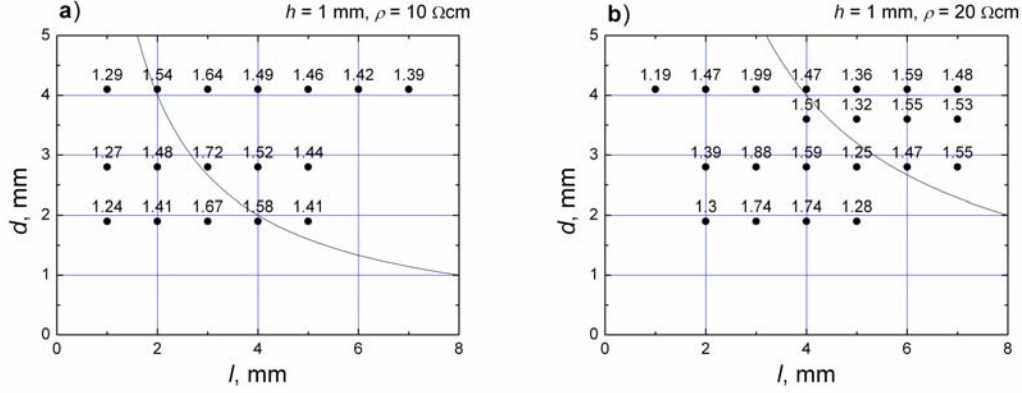 a)
h = 1 mm, ρ = 10 Ωcm
5
1.29 1.54 1.64 1.49 1.46 1.42 1.39
4
3
1.27 1.48 1.72 1.52 1.44
d, mm
2
1.24 1.41 1.67 1.58 1.41
1
0
0 2 4 6 8
l, mm
b)
h = 1 mm, ρ = 20 Ωcm
5
1.19 1.47 1.99 1.47 1.36 1.59 1.48
4
1.51 1.32 1.55 1.53
3
1.39 1.88 1.59 1.25 1.47 1.55
d, mm
2
1.3 1.74 1.74 1.28
1
0
0 2 4 6 8
l, mm